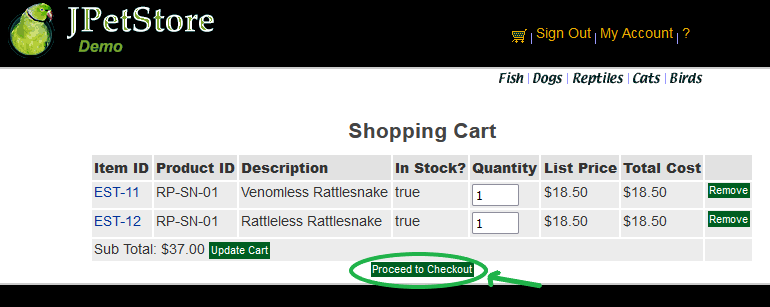 JPetStore
Demo
Sign Out | My Account | ?
Fish | Dogs | Reptiles | Cats | Birds
Shopping Cart
Item ID Product ID Description In Stock? Quantity List Price Total Cost
EST-11 RP-SN-01 Venomless Rattlesnake true 1 $18.50 $18.50 Remove
EST-12 RP-SN-01 Rattleless Rattlesnake true 1 $18.50 $18.50 Remove
Sub Total: $37.00 Update Cart
Proceed to Checkout